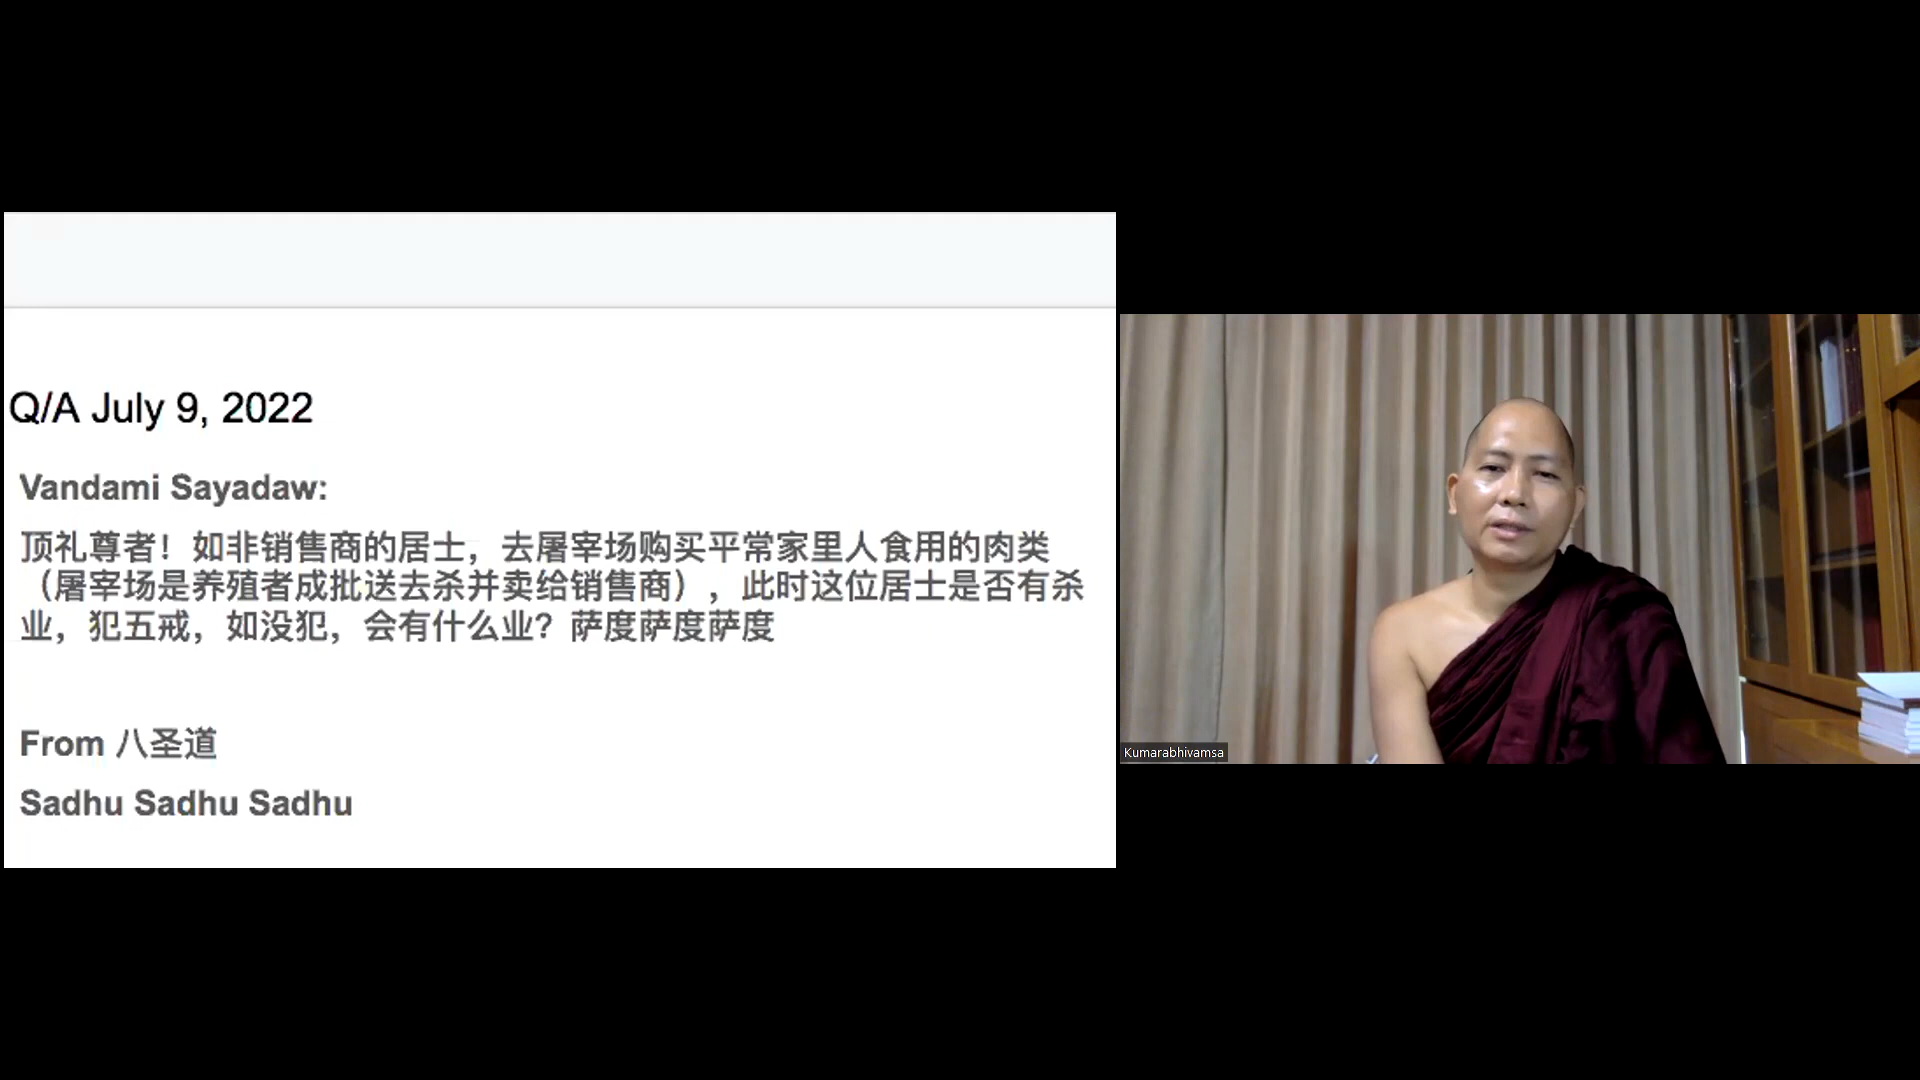 Q/A July 9, 2022
Vandami Sayadaw:
顶礼尊者！如非销售商的居士，去屠宰场购买平常家里人食用的肉类
（屠宰场是养殖者成批送去杀并卖给销售商），此时这位居士是否有杀
业，犯五戒，如没犯，会有什么业？萨度萨度萨度
From 八圣道
Sadhu Sadhu Sadhu
Kumarabhivamsa